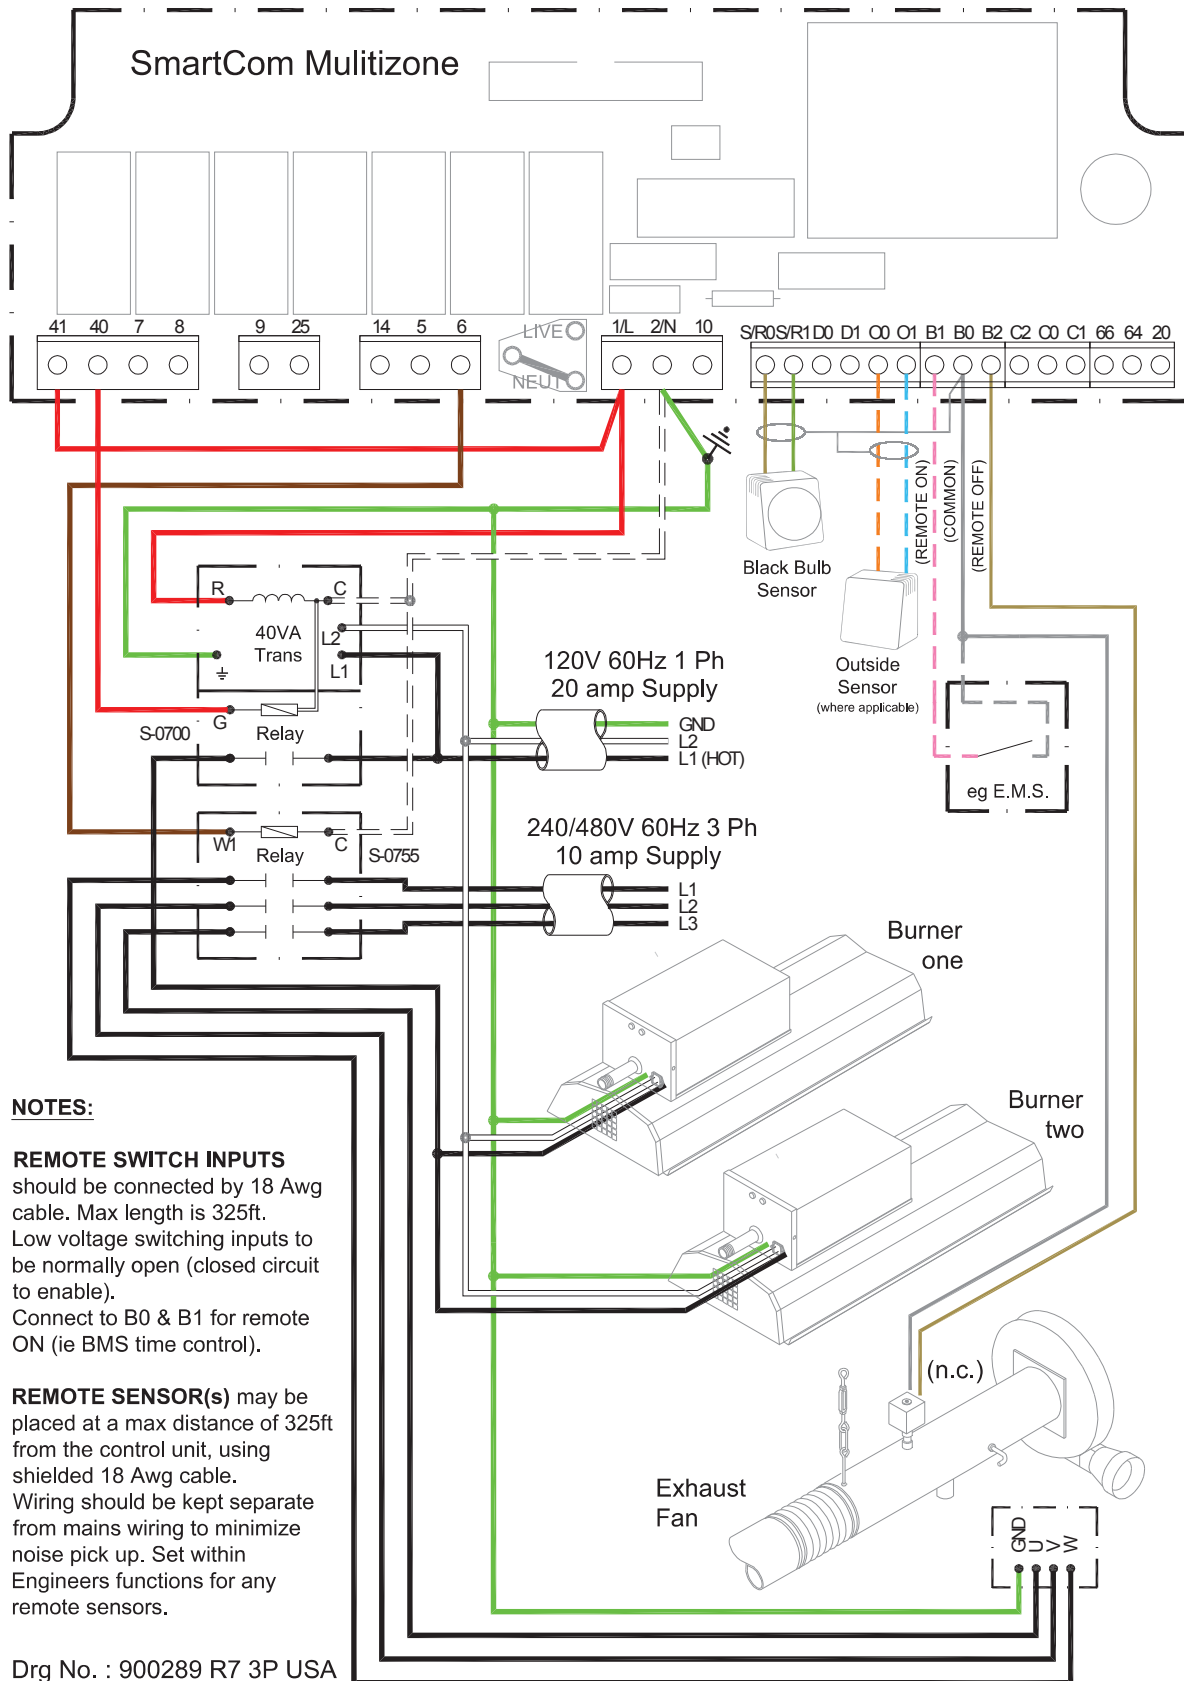 SmartCom Mulitizone
41 40 7 8 9 25 14 5 6 LIVE NEUT 1/L 2/N 10 S/R0 S/R1 D0 D1 O0 O1 B1 B0 B2 C2 C0 C1 66 64 20
(REMOTE ON)
(COMMON)
(REMOTE OFF)
Black Bulb
Sensor
Outside
Sensor
(where applicable)
eg E.M.S.
R
C
40VA
Trans
L2
L1
G
S-0700
Relay
120V 60Hz 1 Ph
20 amp Supply
GND
L2
L1 (HOT)
W1
C
Relay
S-0755
240/480V 60Hz 3 Ph
10 amp Supply
L1
L2
L3
Burner
one
Burner
two
(n.c.)
Exhaust
Fan
GND
U
V
W
NOTES:
REMOTE SWITCH INPUTS
should be connected by 18 Awg
cable. Max length is 325ft.
Low voltage switching inputs to
be normally open (closed circuit
to enable).
Connect to B0 & B1 for remote
ON (ie BMS time control).
REMOTE SENSOR(s) may be
placed at a max distance of 325ft
from the control unit, using
shielded 18 Awg cable.
Wiring should be kept separate
from mains wiring to minimize
noise pick up. Set within
Engineers functions for any
remote sensors.
Drg No. : 900289 R7 3P USA